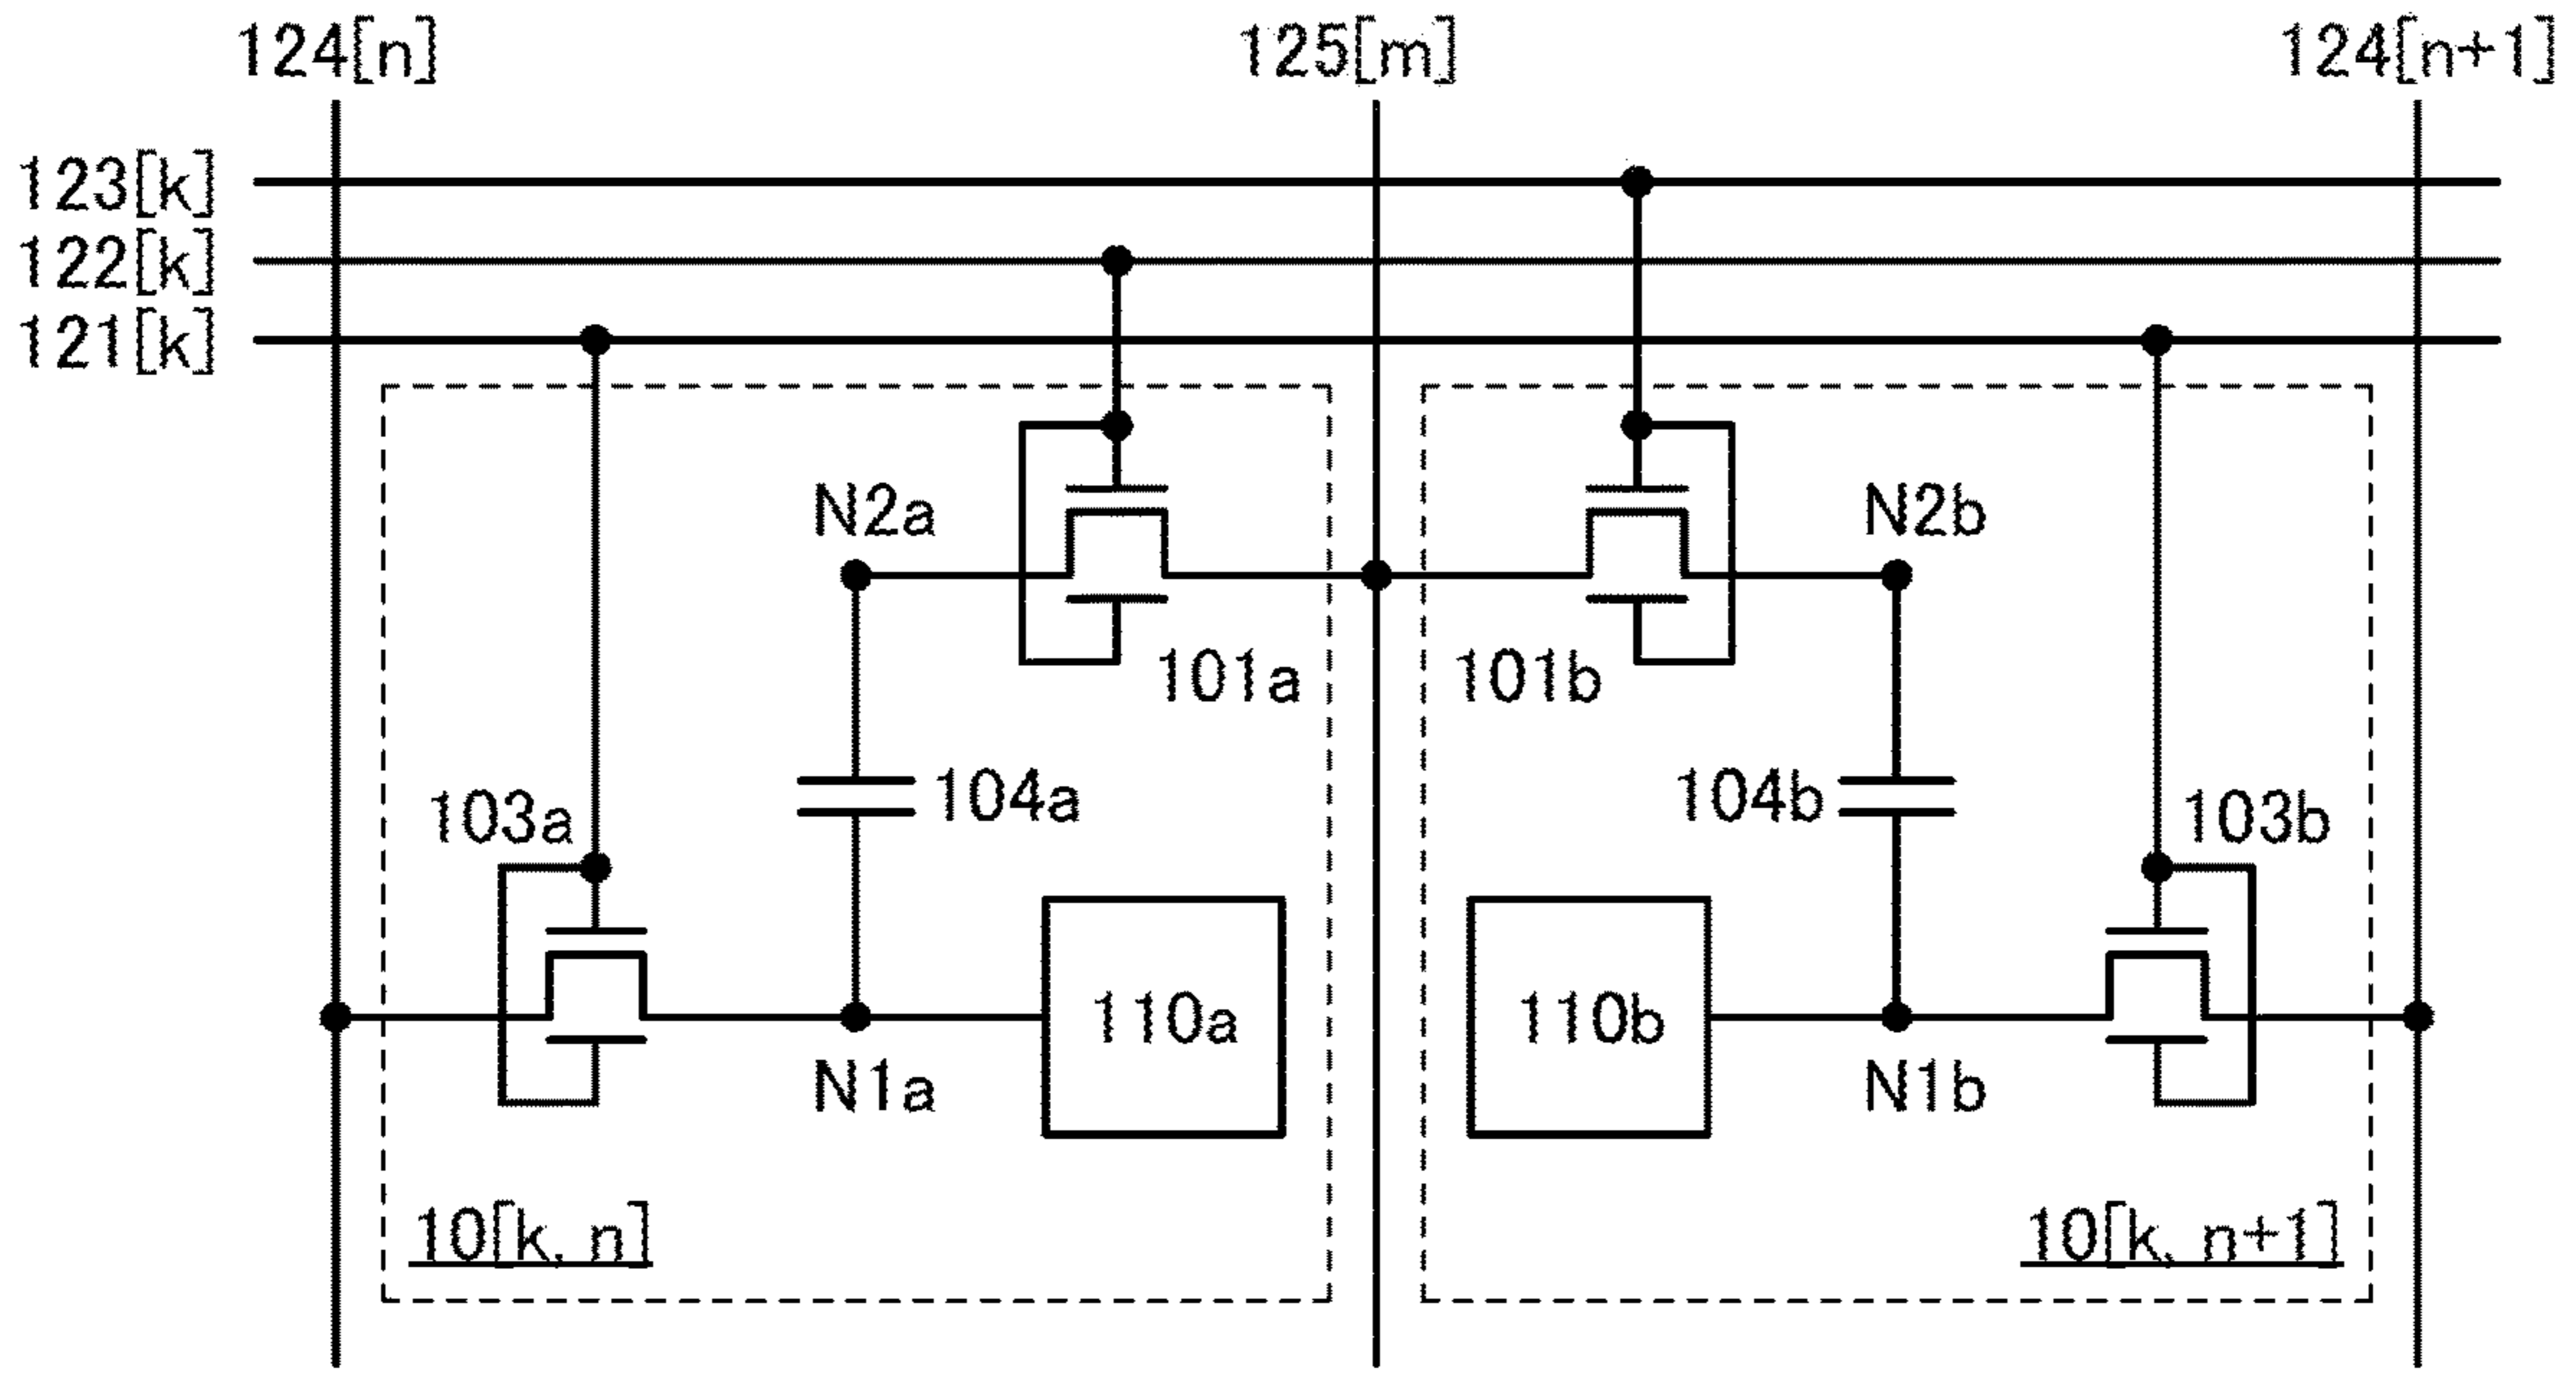 124[n] 125[m] 124[n+1]
123[k]
122[k]
121[k]
N2a N2b
101a 101b
103a 104a 104b 103b
110a 110b
N1a N1b
10[k, n] 10[k, n+1]